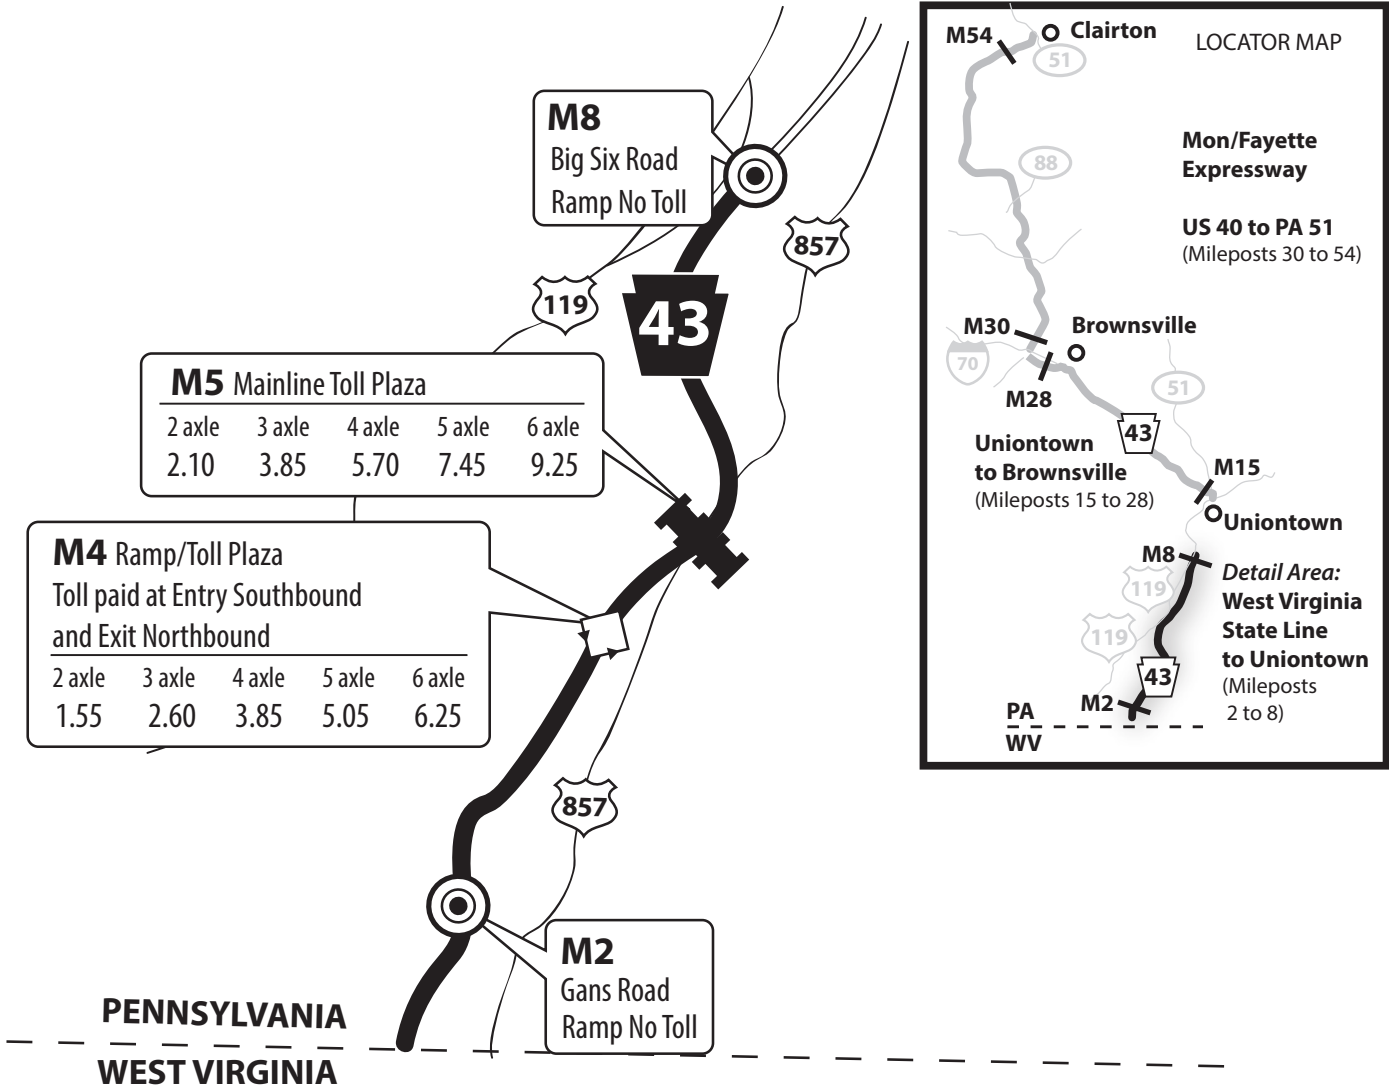 M8
Big Six Road
Ramp No Toll
857
119
43
M5 Mainline Toll Plaza
2 axle 3 axle 4 axle 5 axle 6 axle
2.10 3.85 5.70 7.45 9.25
M4 Ramp/Toll Plaza
Toll paid at Entry Southbound
and Exit Northbound
2 axle 3 axle 4 axle 5 axle 6 axle
1.55 2.60 3.85 5.05 6.25
857
M2
Gans Road
Ramp No Toll
PENNSYLVANIA
WEST VIRGINIA
LOCATOR MAP
M54
Clairton
51
Mon/Fayette
Expressway
88
US 40 to PA 51
(Mileposts 30 to 54)
M30
Brownsville
70
M28
51
43
Uniontown
to Brownsville
(Mileposts 15 to 28)
M15
Uniontown
M8
119
119
Detail Area:
West Virginia
State Line
to Uniontown
(Mileposts
2 to 8)
43
M2
PA
WV